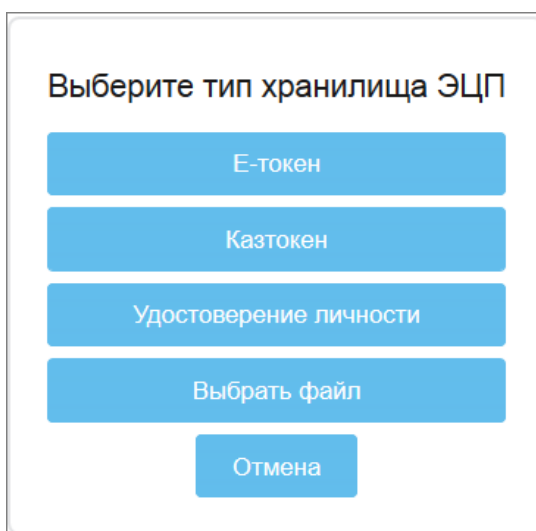 Выберите тип хранилища ЭЦП
Е-токен
Казтокен
Удостоверение личности
Выбрать файл
Отмена